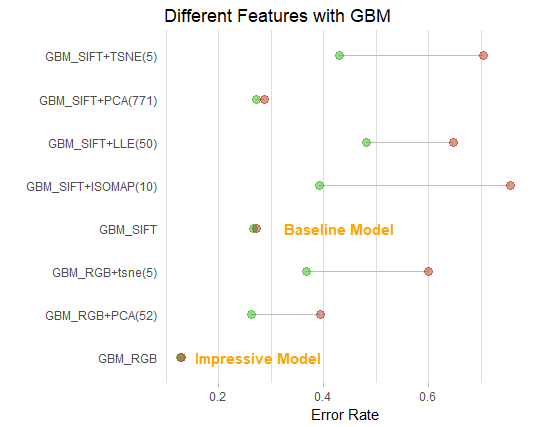 Different Features with GBM
GBM_SIFT+TSNE(5)
GBM_SIFT+PCA(771)
GBM_SIFT+LLE(50)
GBM_SIFT+ISOMAP(10)
GBM_SIFT
Baseline Model
GBM_RGB+tsne(5)
GBM_RGB+PCA(52)
GBM_RGB
Impressive Model
0.2 0.4 0.6
Error Rate